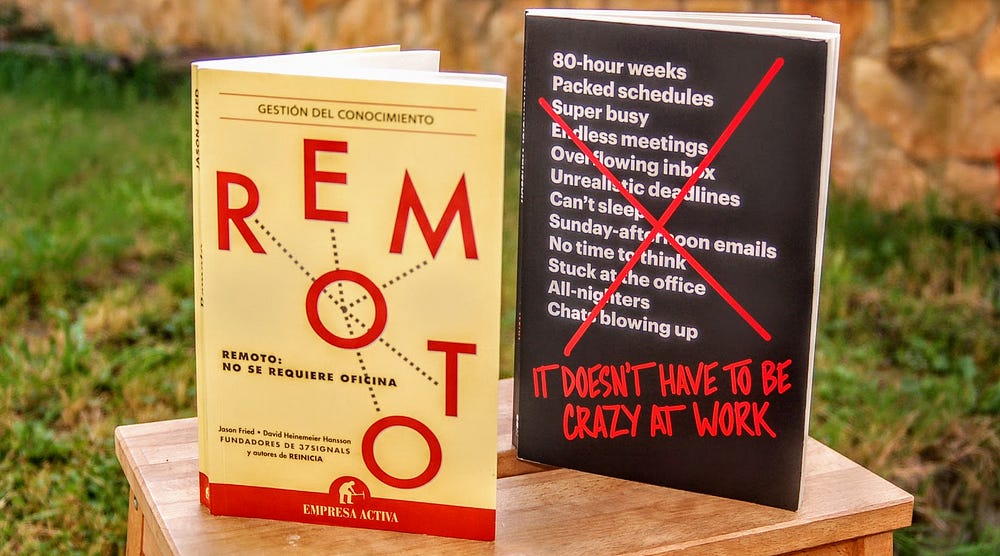 JASON FRIED
GESTIÓN DEL CONOCIMIENTO
REMOTO
REMOTO:
NO SE REQUIERE OFICINA
Jason Fried • David Heinemeier Hansson
FUNDADORES DE 37SIGNALS
y autores de REINICIA
EMPRESA ACTIVA
80-hour weeks
Packed schedules
Super busy
Endless meetings
Overflowing inbox
Unrealistic deadlines
Can't sleep
Sunday-afternoon emails
No time to think
Stuck at the office
All-nighters
Chats blowing up
IT DOESN'T HAVE TO BE
CRAZY AT WORK